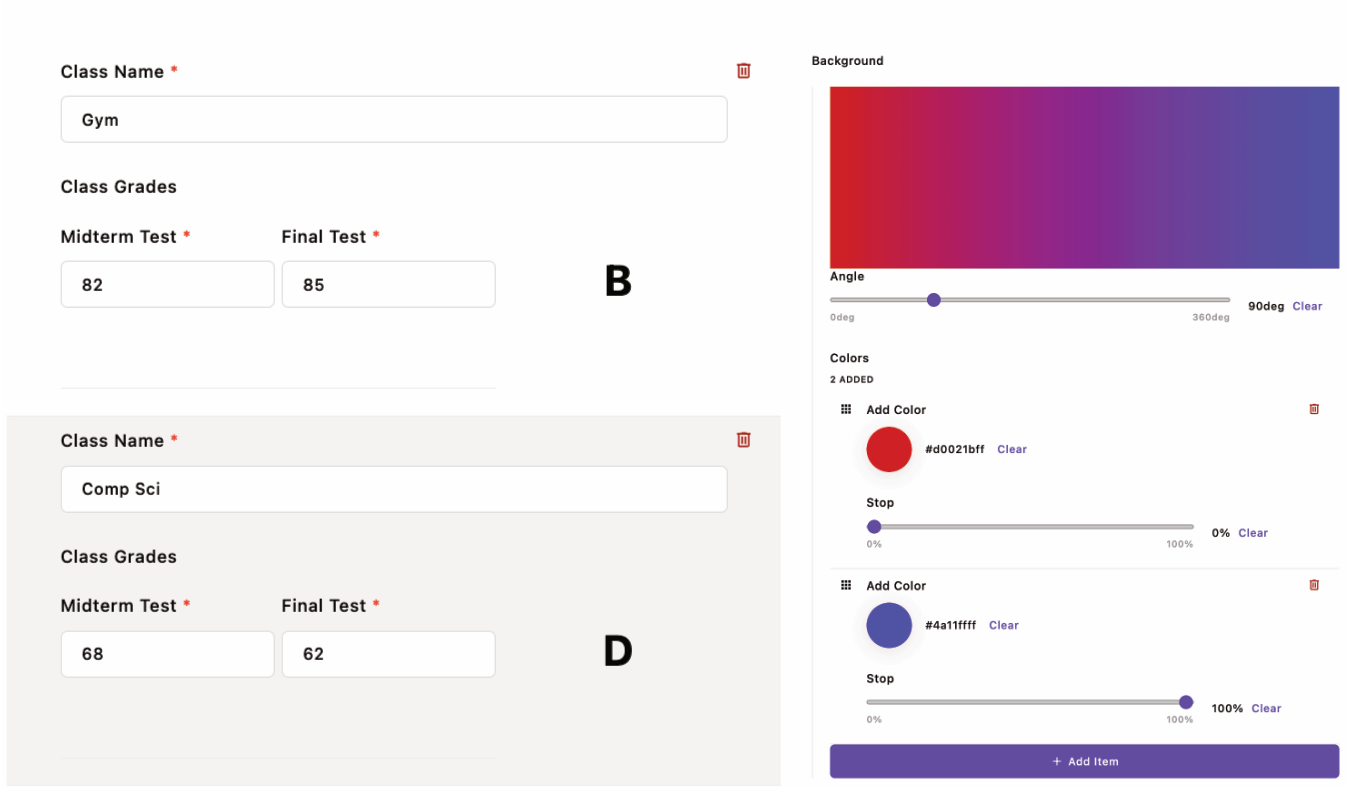 Class Name *
Gym
Class Grades
Midterm Test * Final Test *
82 85 B
Class Name *
Comp Sci
Class Grades
Midterm Test * Final Test *
68 62 D
Background
Angle
90deg Clear
0deg 360deg
Colors
2 ADDED
Add Color
#d0021bff Clear
Stop
0% Clear
0% 100%
Add Color
#4a11ffff Clear
Stop
100% Clear
0% 100%
+ Add Item